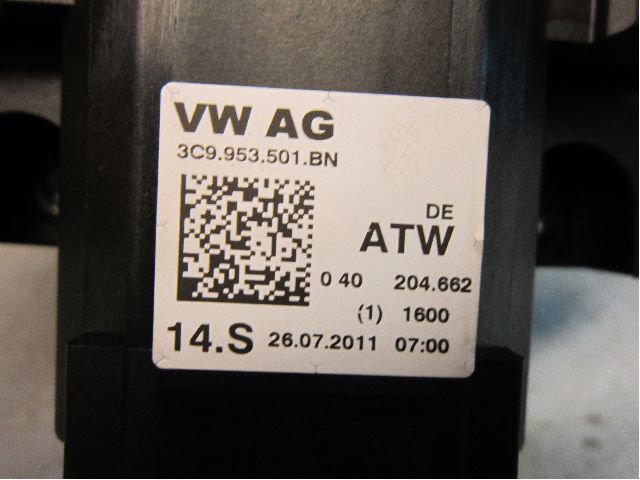 VW AG
3C9.953.501.BN
DE
ATW
0 40 204.662
(1) 1600
14.S 26.07.2011 07:00